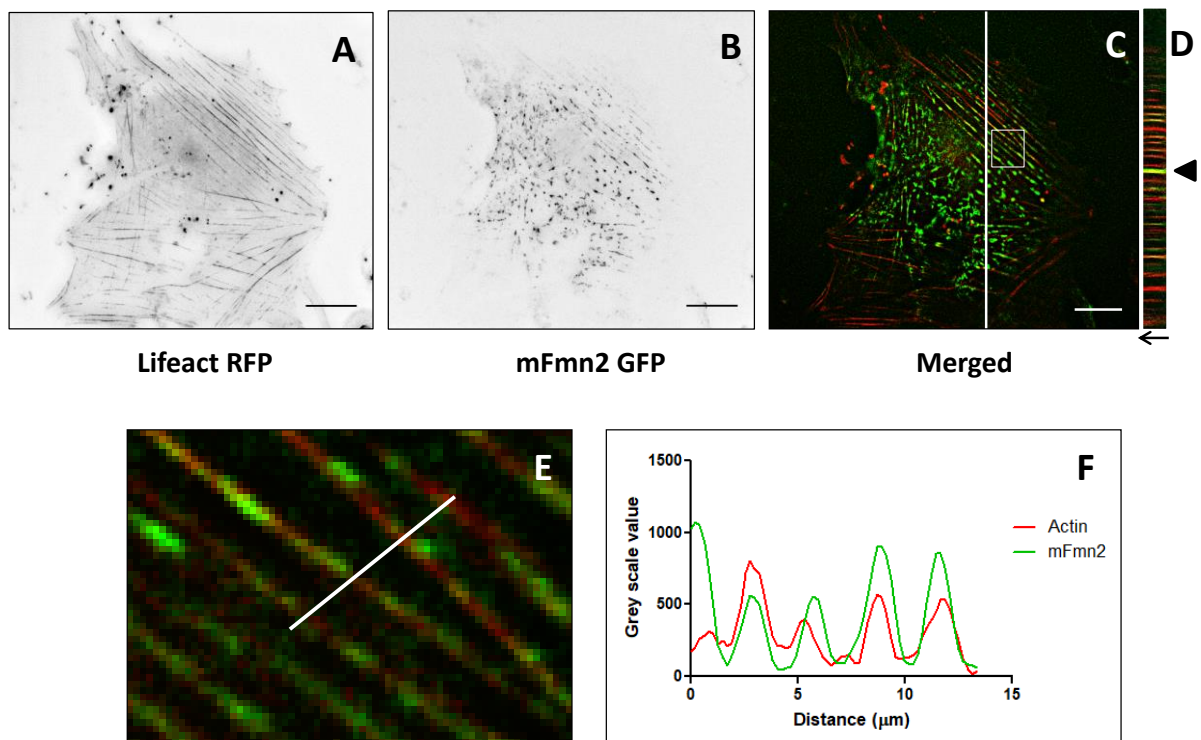 A
B
C
D
Lifeact RFP
mFmn2 GFP
Merged
E
F
1500
1000
500
0
Grey scale value
Actin
mFmn2
0
5
10
15
Distance (μm)